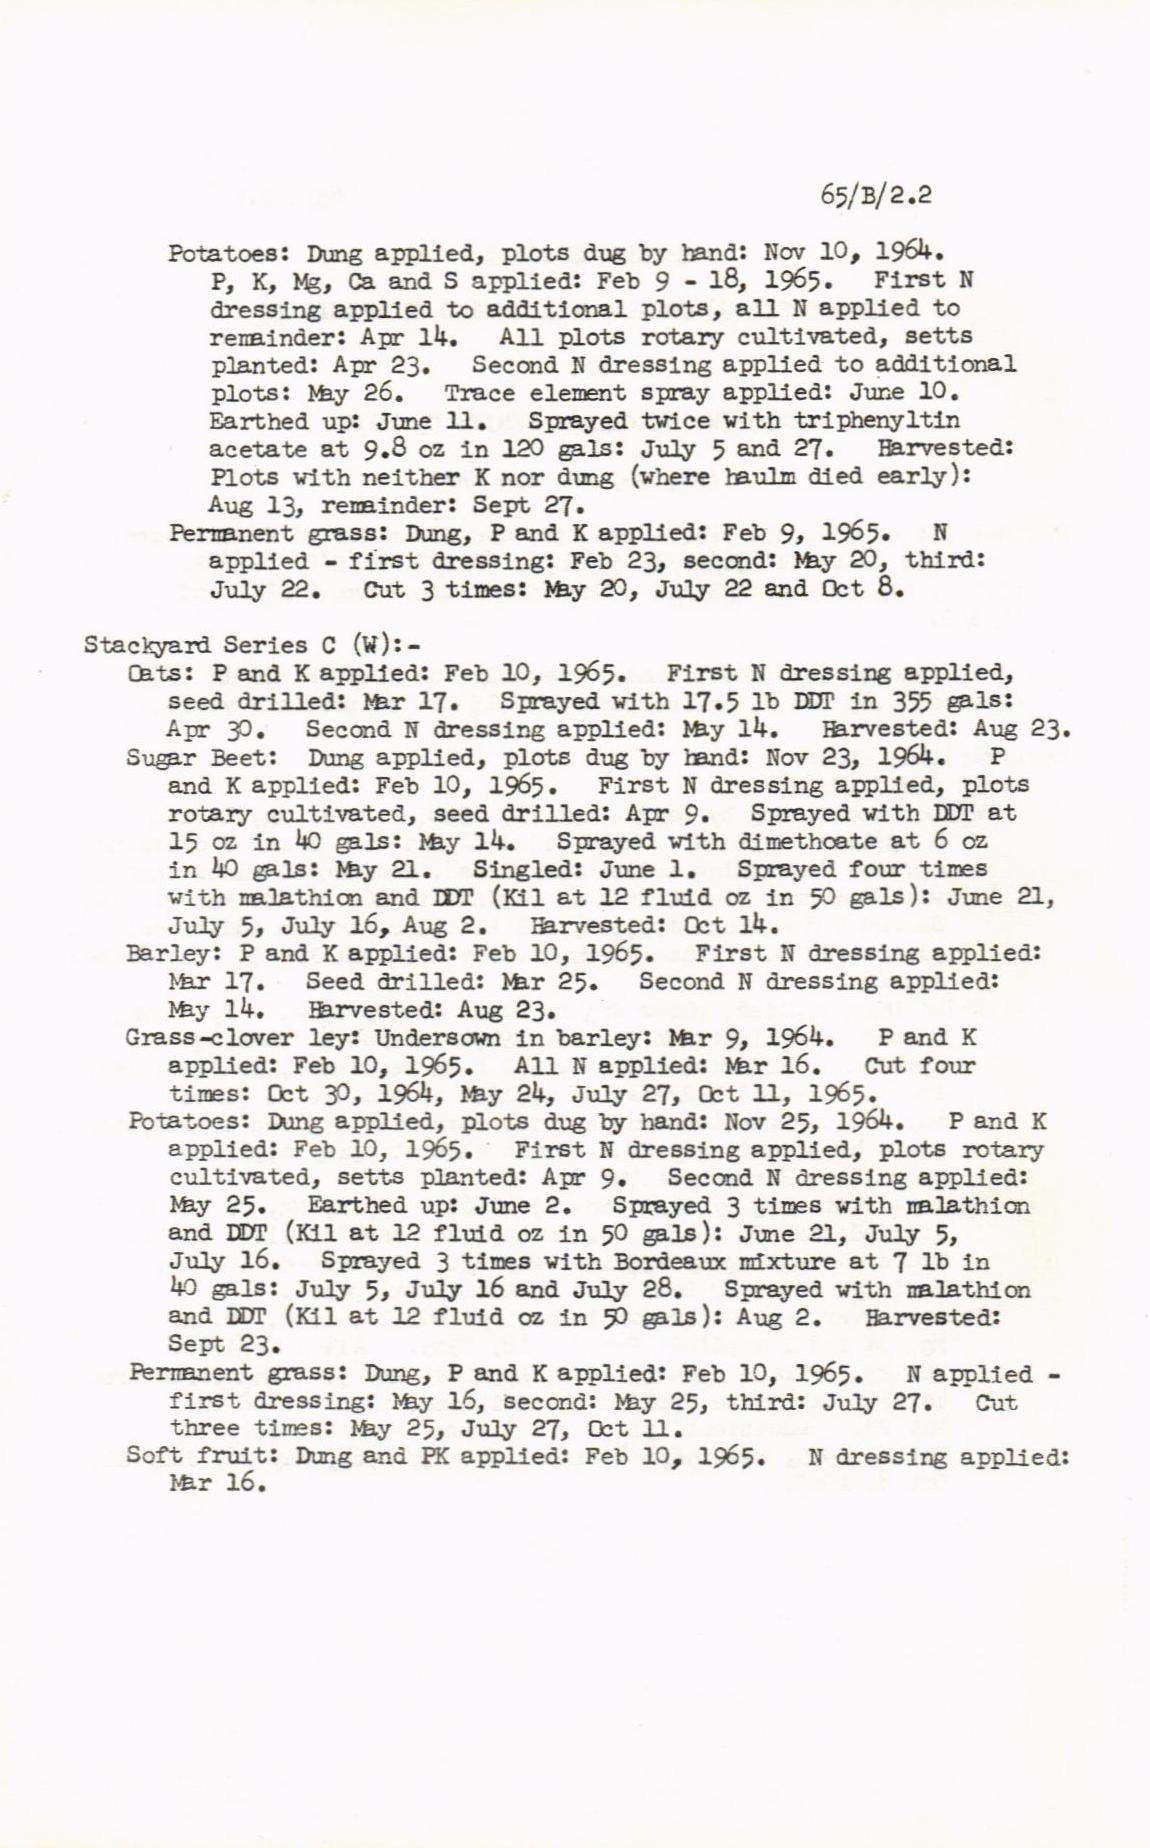 65/B/2.2
Potatoes: Dung applied, plots dug by hand: Nov 10, 1964.
P, K, Mg, Ca and S applied: Feb 9 - 18, 1965. First N
dressing applied to additional plots, all N applied to
remainder: Apr 14. All plots rotary cultivated, setts
planted: Apr 23. Second N dressing applied to additional
plots: May 26. Trace element spray applied: June 10.
Earthed up: June 11. Sprayed twice with triphenyltin
acetate at 9.8 oz in 120 gals: July 5 and 27. Harvested:
Plots with neither K nor dung (where haulm died early):
Aug 13, remainder: Sept 27.
Permanent grass: Dung, P and K applied: Feb 9, 1965. N
applied - first dressing: Feb 23, second: May 20, third:
July 22. Cut 3 times: May 20, July 22 and Oct 8.
Stackyard Series C (W):-
Oats: P and K applied: Feb 10, 1965. First N dressing applied,
seed drilled: Mar 17. Sprayed with 17.5 lb DDT in 355 gals:
Apr 30. Second N dressing applied: May 14. Harvested: Aug 23.
Sugar Beet: Dung applied, plots dug by hand: Nov 23, 1964. P
and K applied: Feb 10, 1965. First N dressing applied, plots
rotary cultivated, seed drilled: Apr 9. Sprayed with DDT at
15 oz in 40 gals: May 14. Sprayed with dimethoate at 6 oz
in 40 gals: May 21. Singled: June 1. Sprayed four times
with malathion and DDT (Kil at 12 fluid oz in 50 gals): June 21,
July 5, July 16, Aug 2. Harvested: Oct 14.
Barley: P and K applied: Feb 10, 1965. First N dressing applied:
Mar 17. Seed drilled: Mar 25. Second N dressing applied:
May 14. Harvested: Aug 23.
Grass-clover ley: Undersown in barley: Mar 9, 1964. P and K
applied: Feb 10, 1965. All N applied: Mar 16. Cut four
times: Oct 30, 1964, May 24, July 27, Oct 11, 1965.
Potatoes: Dung applied, plots dug by hand: Nov 25, 1964. P and K
applied: Feb 10, 1965. First N dressing applied, plots rotary
cultivated, setts planted: Apr 9. Second N dressing applied:
May 25. Earthed up: June 2. Sprayed 3 times with malathion
and DDT (Kil at 12 fluid oz in 50 gals): June 21, July 5,
July 16. Sprayed 3 times with Bordeaux mixture at 7 lb in
40 gals: July 5, July 16 and July 28. Sprayed with malathion
and DDT (Kil at 12 fluid oz in 50 gals): Aug 2. Harvested:
Sept 23.
Permanent grass: Dung, P and K applied: Feb 10, 1965. N applied -
first dressing: May 16, second: May 25, third: July 27. Cut
three times: May 25, July 27, Oct 11.
Soft fruit: Dung and PK applied: Feb 10, 1965. N dressing applied:
Mar 16.